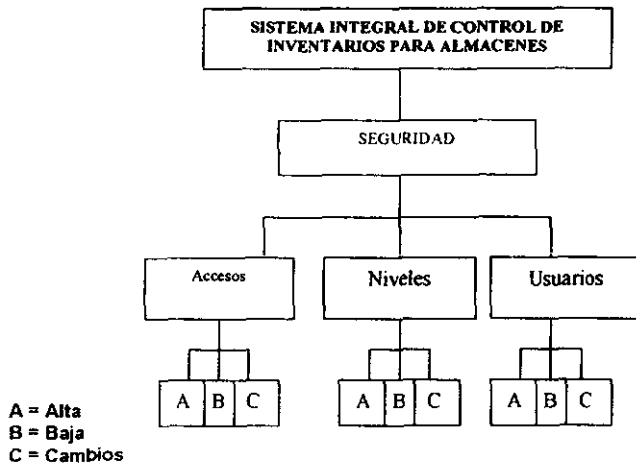 SISTEMA INTEGRAL DE CONTROL DE
INVENTARIOS PARA ALMACENES
SEGURIDAD
Accesos
Niveles
Usuarios
A B C
A B C
A B C
A = Alta
B = Baja
C = Cambios